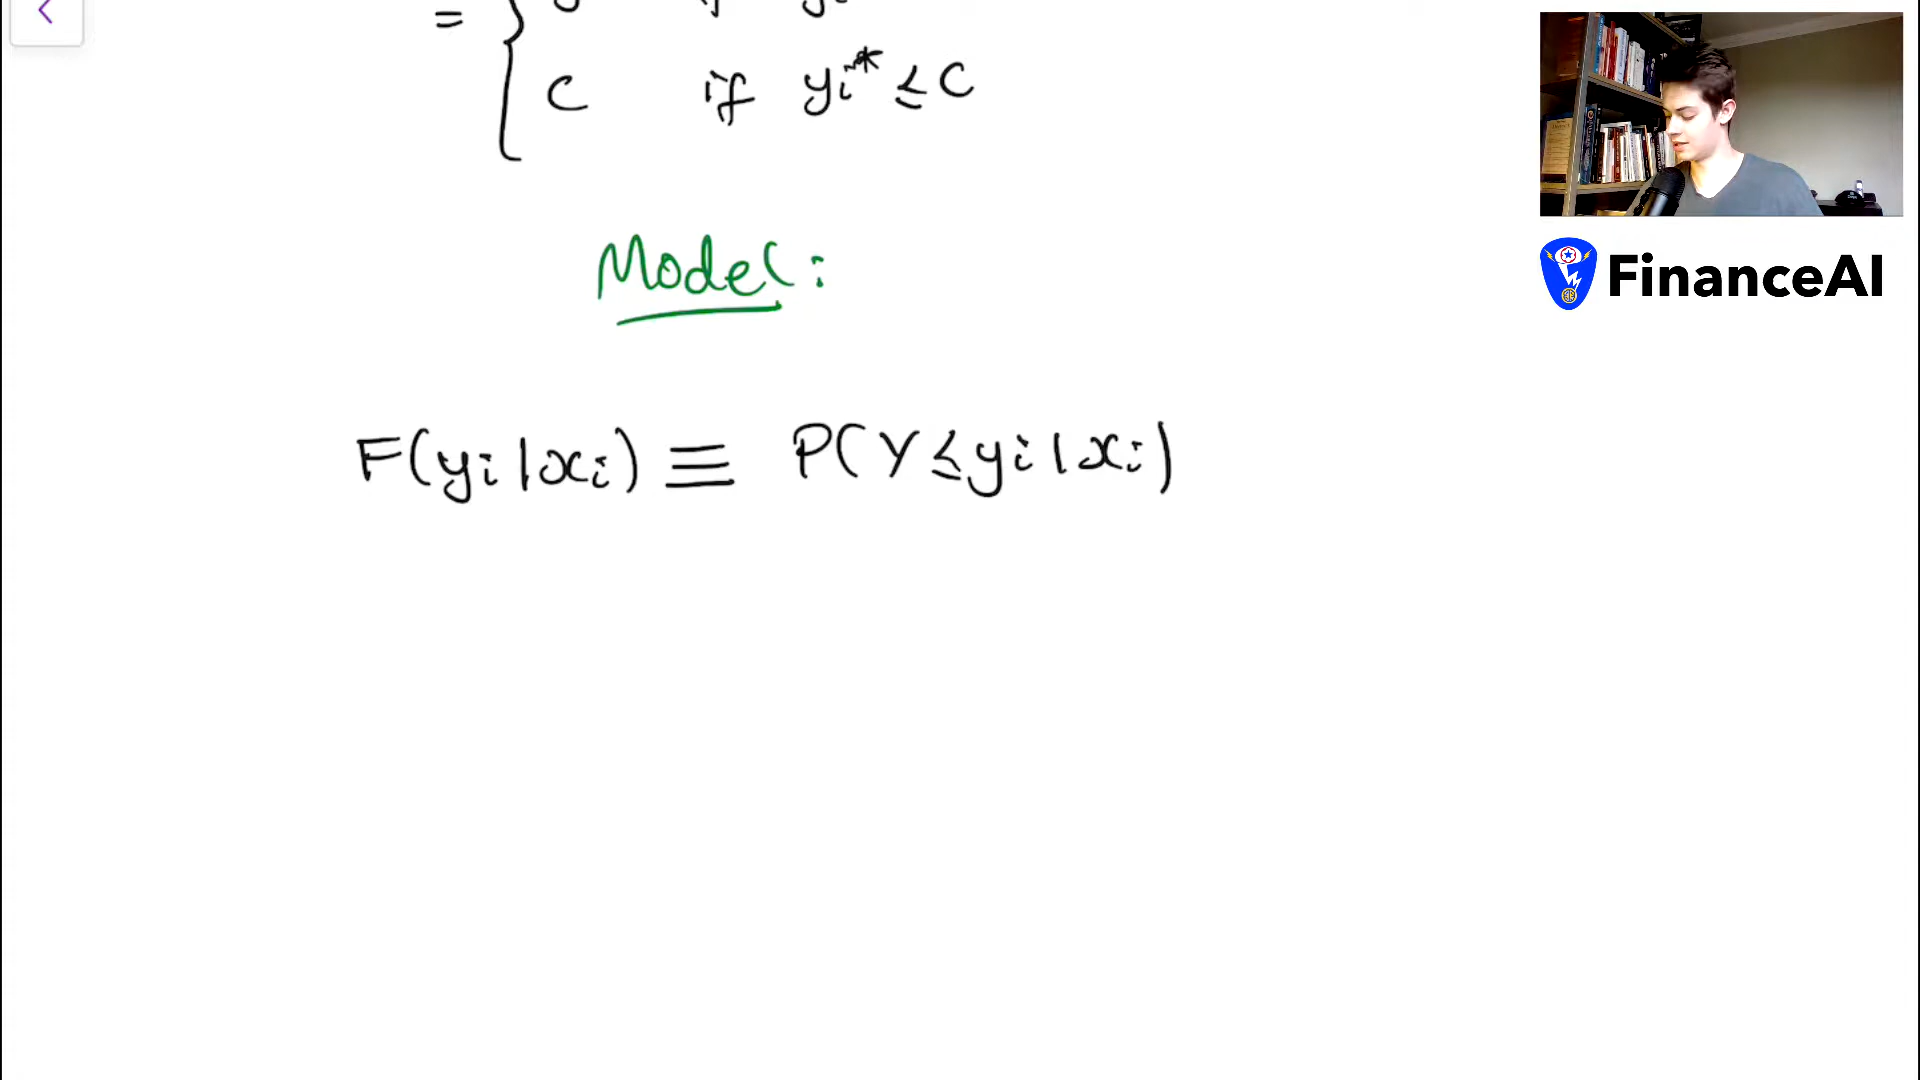 =
C if yi* ≤ C
Model:
F(yi|xi) ≡ P(Y≤yi|xi)
FinanceAI